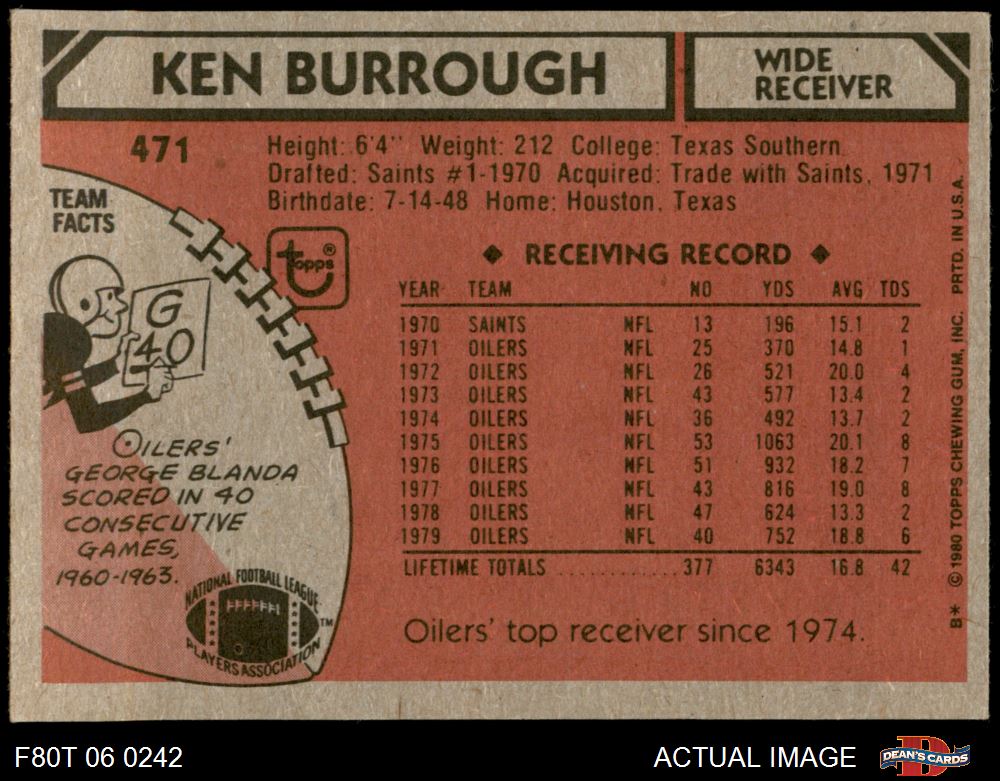 KEN BURROUGH
WIDE
RECEIVER
471
Height: 6'4" Weight: 212 College: Texas Southern
Drafted: Saints #1-1970 Acquired: Trade with Saints, 1971
Birthdate: 7-14-48 Home: Houston, Texas
TEAM
FACTS
G
40
OILERS'
GEORGE BLANDA
SCORED IN 40
CONSECUTIVE
GAMES,
1960-1963.
topps®
◆ RECEIVING RECORD ◆
YEAR TEAM NO YDS AVG TDS
1970 SAINTS NFL 13 196 15.1 2
1971 OILERS NFL 25 370 14.8 1
1972 OILERS NFL 26 521 20.0 4
1973 OILERS NFL 43 577 13.4 2
1974 OILERS NFL 36 492 13.7 2
1975 OILERS NFL 53 1063 20.1 8
1976 OILERS NFL 51 932 18.2 7
1977 OILERS NFL 43 816 19.0 8
1978 OILERS NFL 47 624 13.3 2
1979 OILERS NFL 40 752 18.8 6
LIFETIME TOTALS .............. 377 6343 16.8 42
Oilers' top receiver since 1974.
NATIONAL FOOTBALL LEAGUE
PLAYERS ASSOCIATION
TM
B* © 1980 TOPPS CHEWING GUM, INC. PRTD. IN U.S.A.
F80T 06 0242
ACTUAL IMAGE
D
DEAN'S CARDS